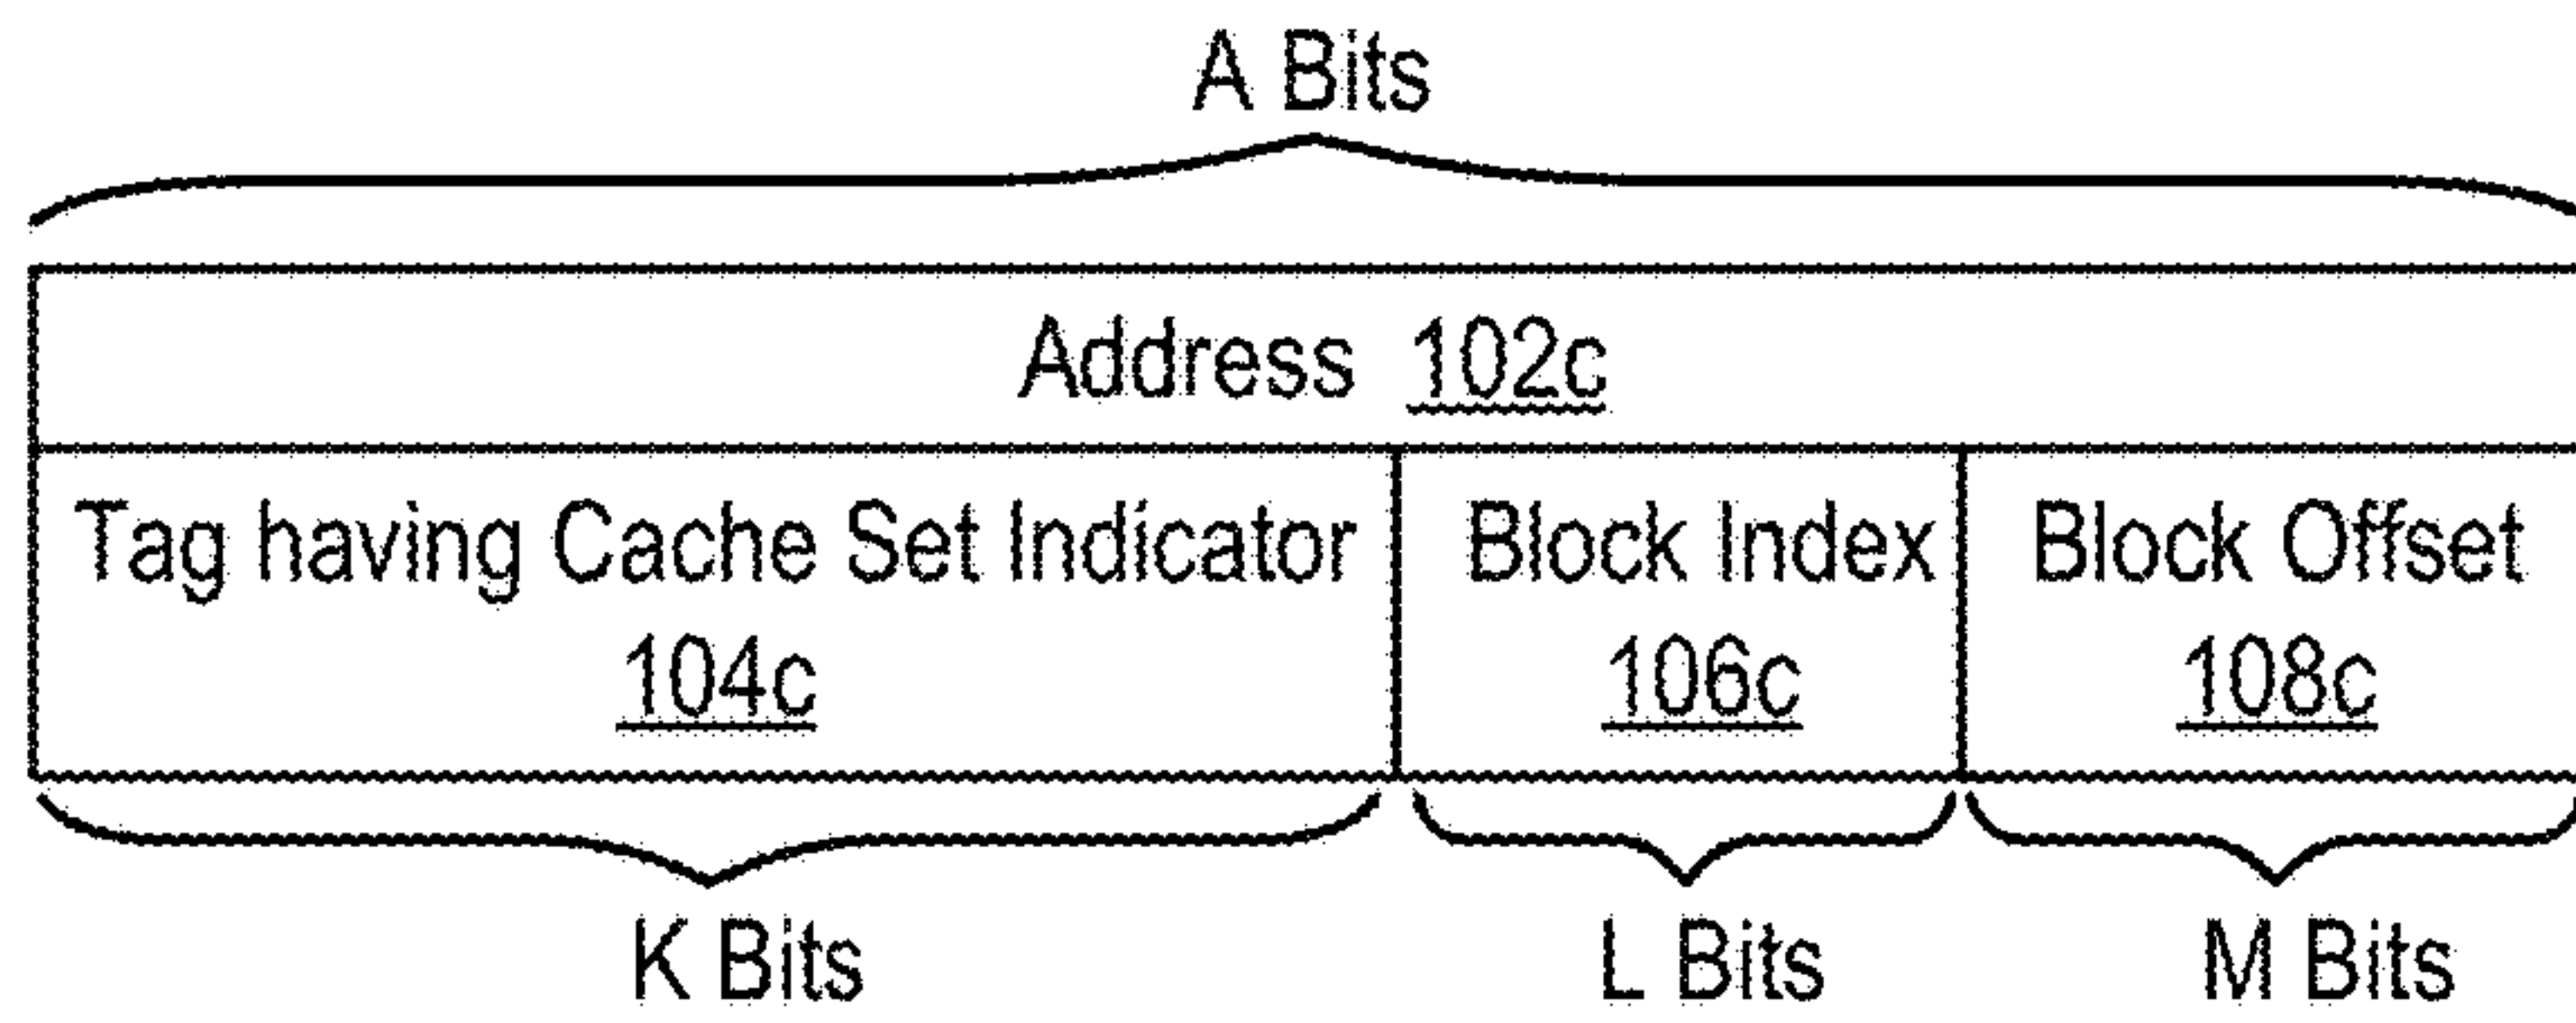 A Bits
Address 102c
Tag having Cache Set Indicator
104c
Block Index
106c
Block Offset
108c
K Bits
L Bits
M Bits